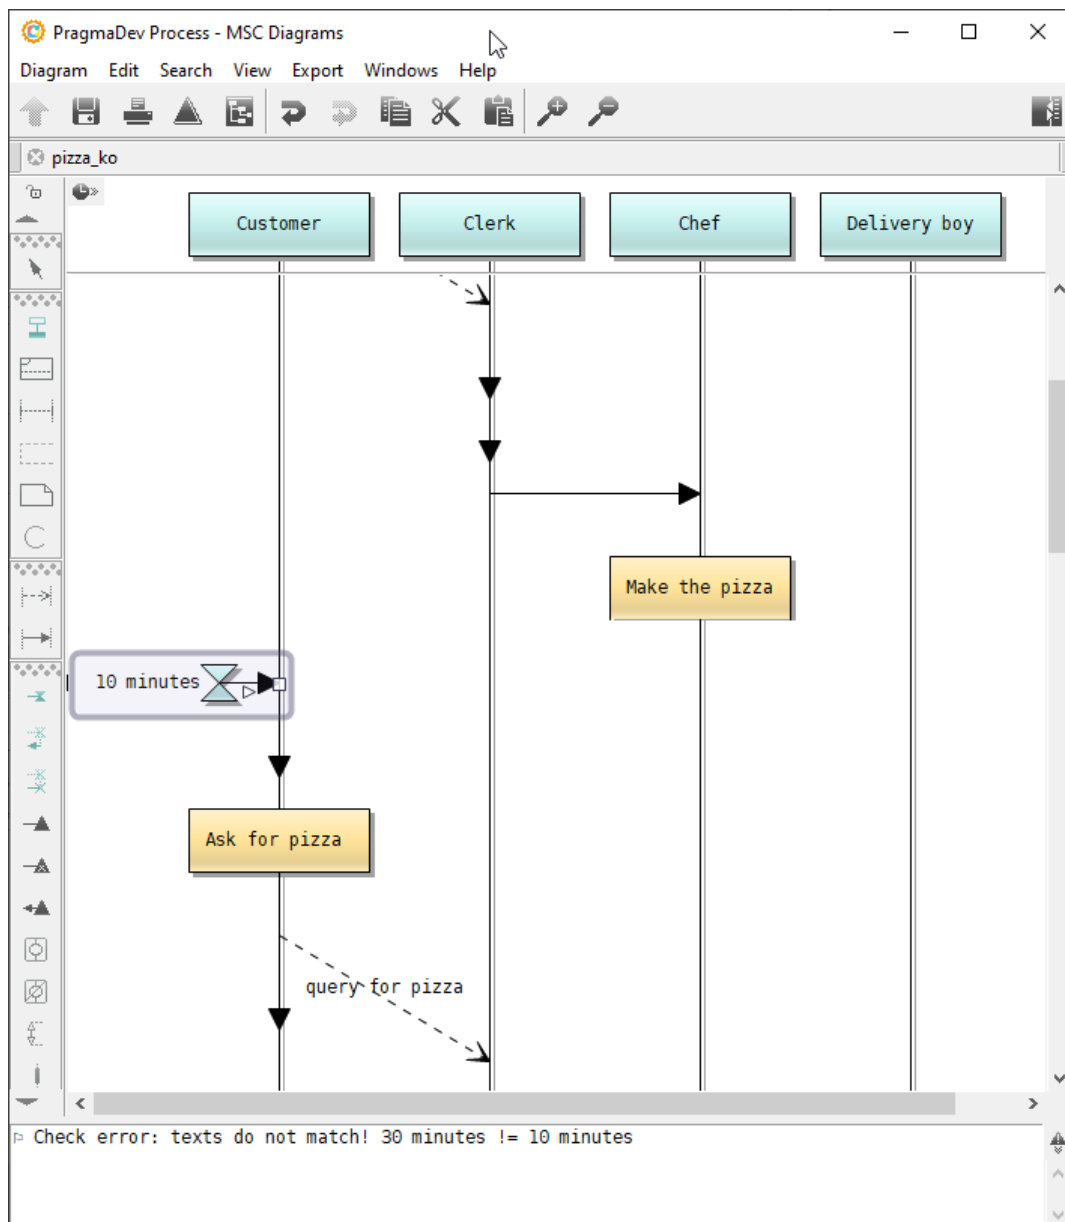 PragmaDev Process - MSC Diagrams
Diagram Edit Search View Export Windows Help
pizza_ko
Customer Clerk Chef Delivery boy
Make the pizza
10 minutes
Ask for pizza
query for pizza
Check error: texts do not match! 30 minutes != 10 minutes